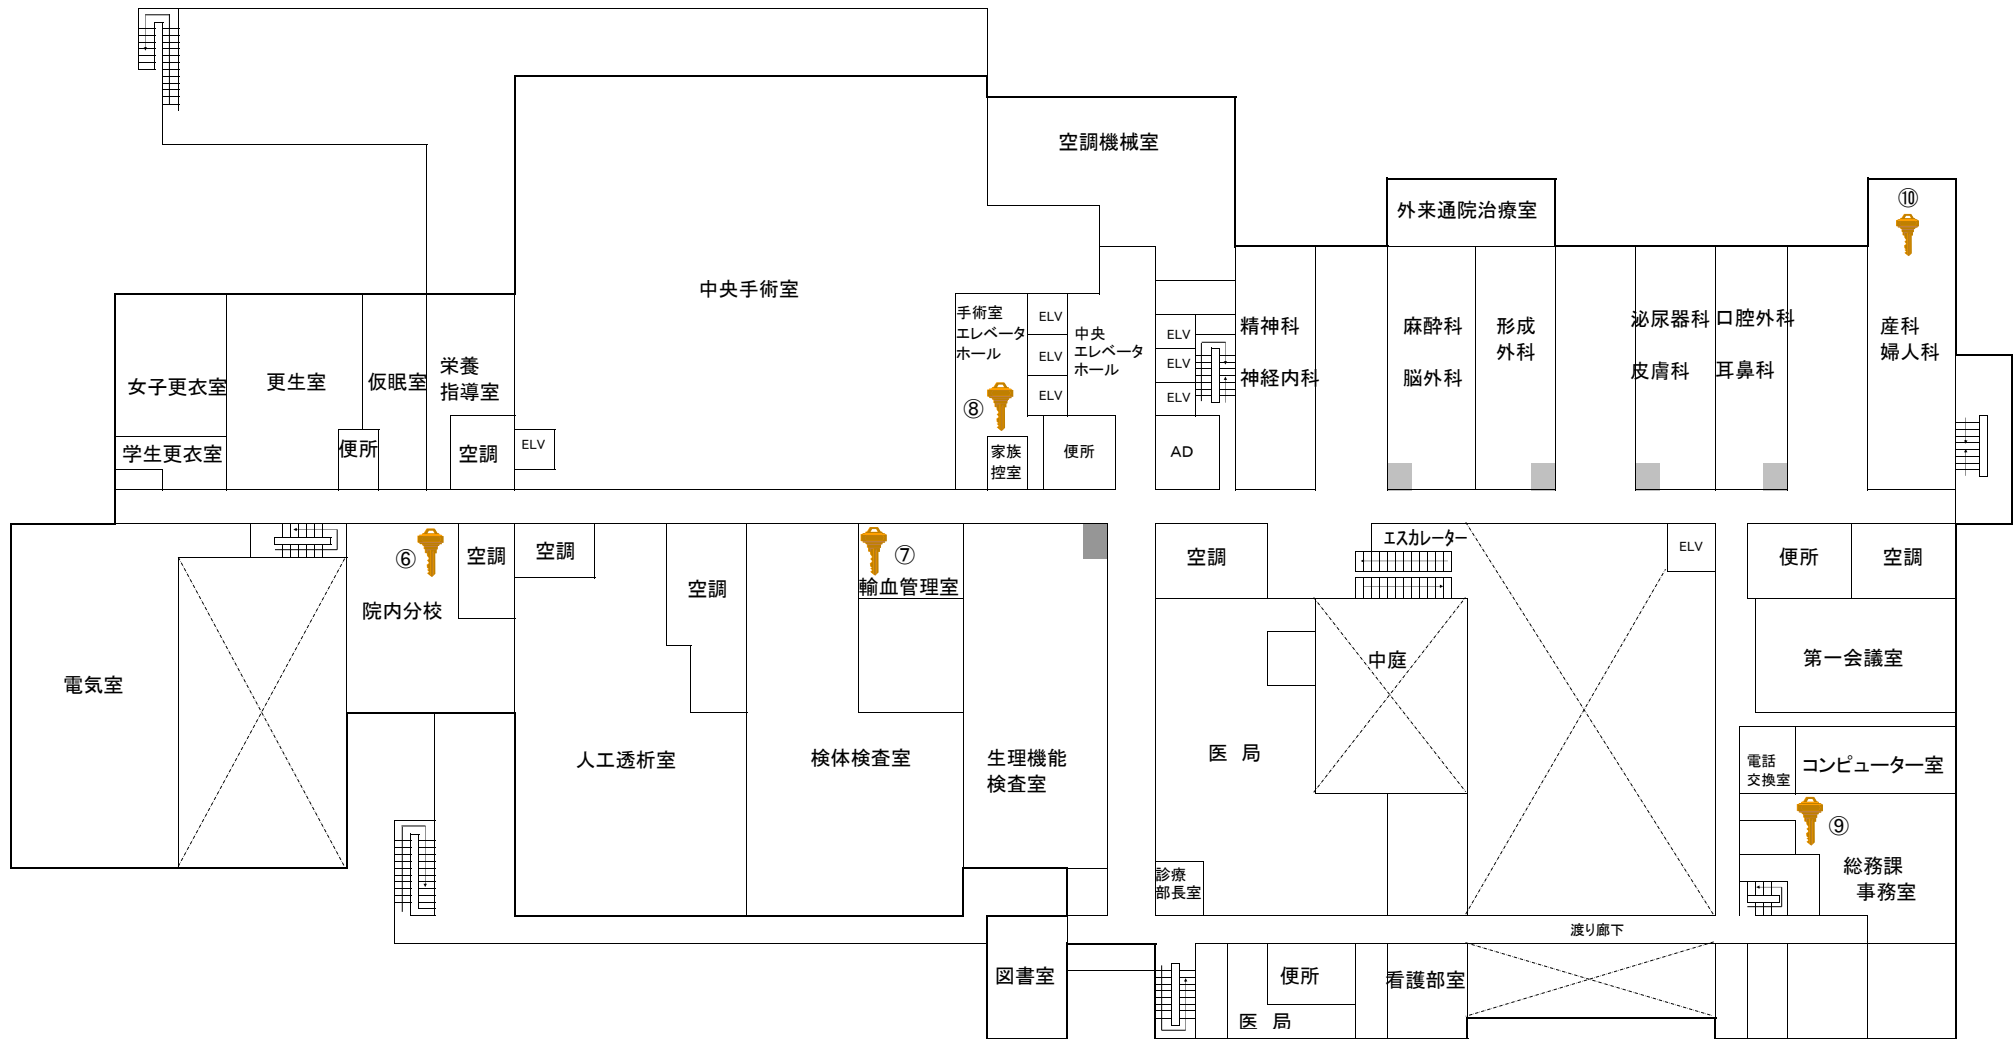 空調機械室
外来通院治療室
⑩
中央手術室
手術室
エレベータ
ホール
ELV
ELV
ELV
中央
エレベータ
ホール
ELV
ELV
ELV
精神科
神経内科
麻酔科
脳外科
形成
外科
泌尿器科
皮膚科
口腔外科
耳鼻科
産科
婦人科
女子更衣室
学生更衣室
更生室
仮眠室
便所
栄養
指導室
空調
ELV
⑧
家族
控室
便所
AD
⑥
院内分校
空調
空調
空調
⑦
輸血管理室
空調
エスカレーター
ELV
便所
空調
電気室
人工透析室
検体検査室
生理機能
検査室
医 局
中庭
第一会議室
電話
交換室
コンピューター室
⑨
総務課
事務室
診療
部長室
渡り廊下
図書室
便所
医 局
看護部室